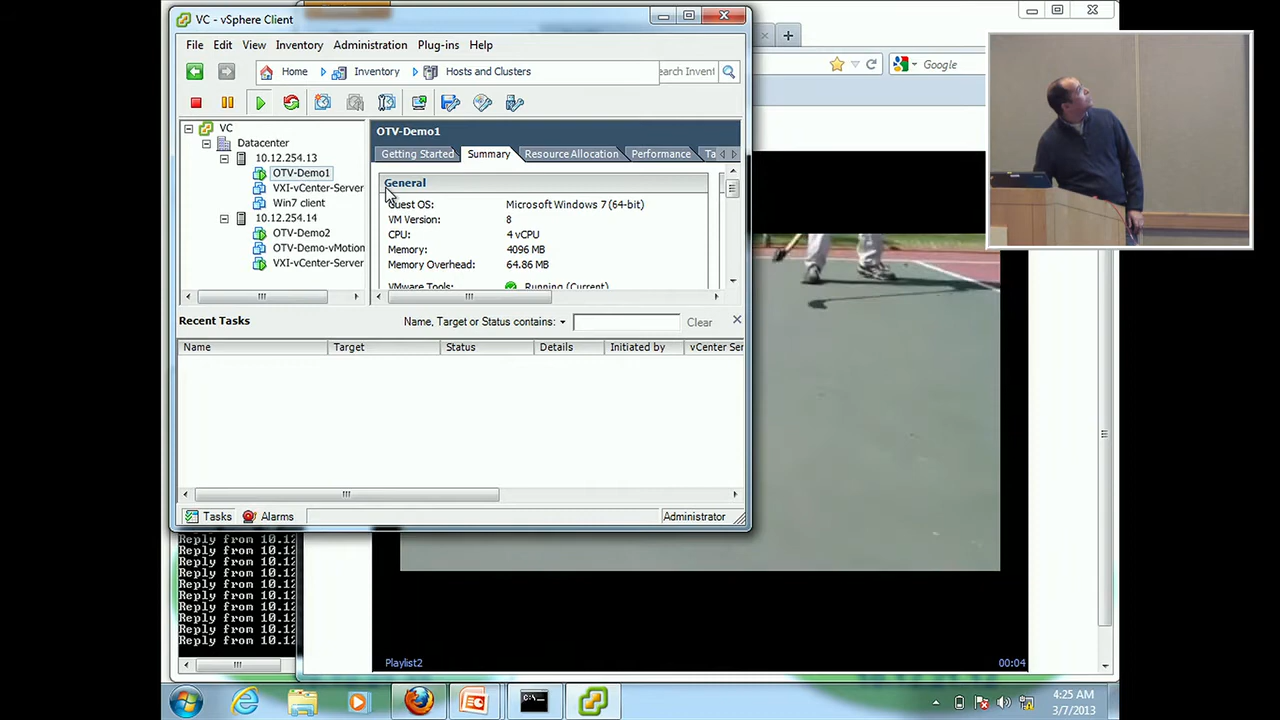 VC - vSphere Client
File Edit View Inventory Administration Plug-ins Help
Home Inventory Hosts and Clusters
earch Invent
Google
VC
Datacenter
10.12.254.13
OTV-Demo1
VXI-vCenter-Server
Win7 client
10.12.254.14
OTV-Demo2
OTV-Demo-vMotion
VXI-vCenter-Server
OTV-Demo1
Getting Started Summary Resource Allocation Performance Ta
General
Guest OS: Microsoft Windows 7 (64-bit)
VM Version: 8
CPU: 4 vCPU
Memory: 4096 MB
Memory Overhead: 64.86 MB
VMware Tools: Running (Current)
Recent Tasks Name, Target or Status contains: Clear
Name Target Status Details Initiated by vCenter Ser
Tasks Alarms Administrator
Reply from 10.12
Reply from 10.12
Reply from 10.12
Reply from 10.12
Reply from 10.12
Reply from 10.12
Reply from 10.12
Reply from 10.12
Reply from 10.12
Reply from 10.12
Playlist2 00:04
4:25 AM
3/7/2013